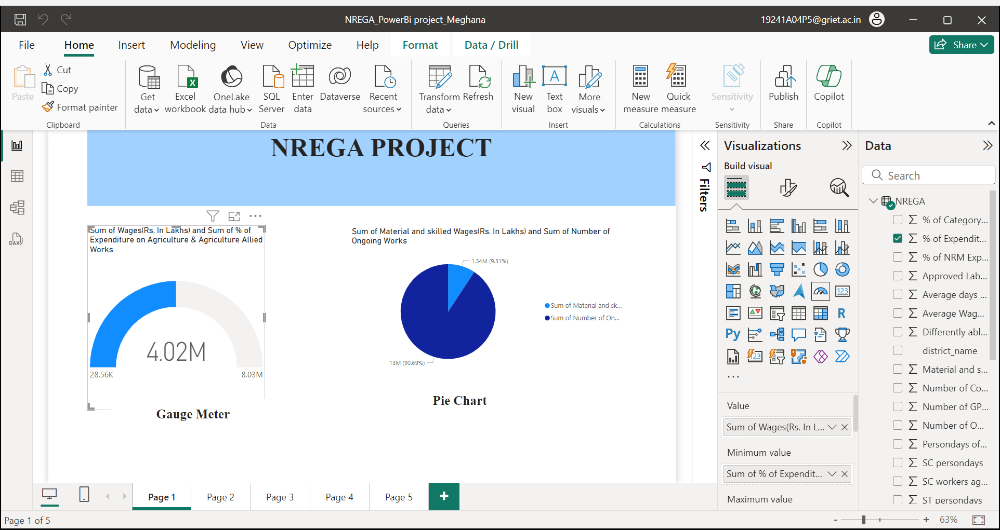 NREGA_PowerBi project_Meghana
19241A04P5@griet.ac.in
File Home Insert Modeling View Optimize Help Format Data / Drill
Share
Paste
Cut
Copy
Format painter
Clipboard
Get data
Excel workbook
OneLake data hub
SQL Server
Enter data
Dataverse
Recent sources
Data
Transform data
Refresh
Queries
New visual
Text box
More visuals
Insert
New measure
Quick measure
Calculations
Sensitivity
Sensitivity
Publish
Share
Copilot
Copilot
DAX
NREGA PROJECT
Sum of Wages(Rs. In Lakhs) and Sum of % of
Expenditure on Agriculture & Agriculture Allied
Works
4.02M
28.56K
8.03M
Gauge Meter
Sum of Material and skilled Wages(Rs. In Lakhs) and Sum of Number of
Ongoing Works
1.34M (9.31%)
13M (90.69%)
Sum of Material and sk...
Sum of Number of On...
Pie Chart
Filters
Visualizations
Build visual
123
R
Py
123
...
Value
Sum of Wages(Rs. In L...
Minimum value
Sum of % of Expendit...
Maximum value
Data
Search
NREGA
% of Category...
% of Expendit...
% of NRM Exp...
Approved Lab...
Average days ...
Average Wag...
Differently abl...
district_name
Material and s...
Number of Co...
Number of GP...
Number of O...
Persondays of...
SC persondays
SC workers ag...
ST persondays
Page 1 Page 2 Page 3 Page 4 Page 5 +
Page 1 of 5
- + 63%